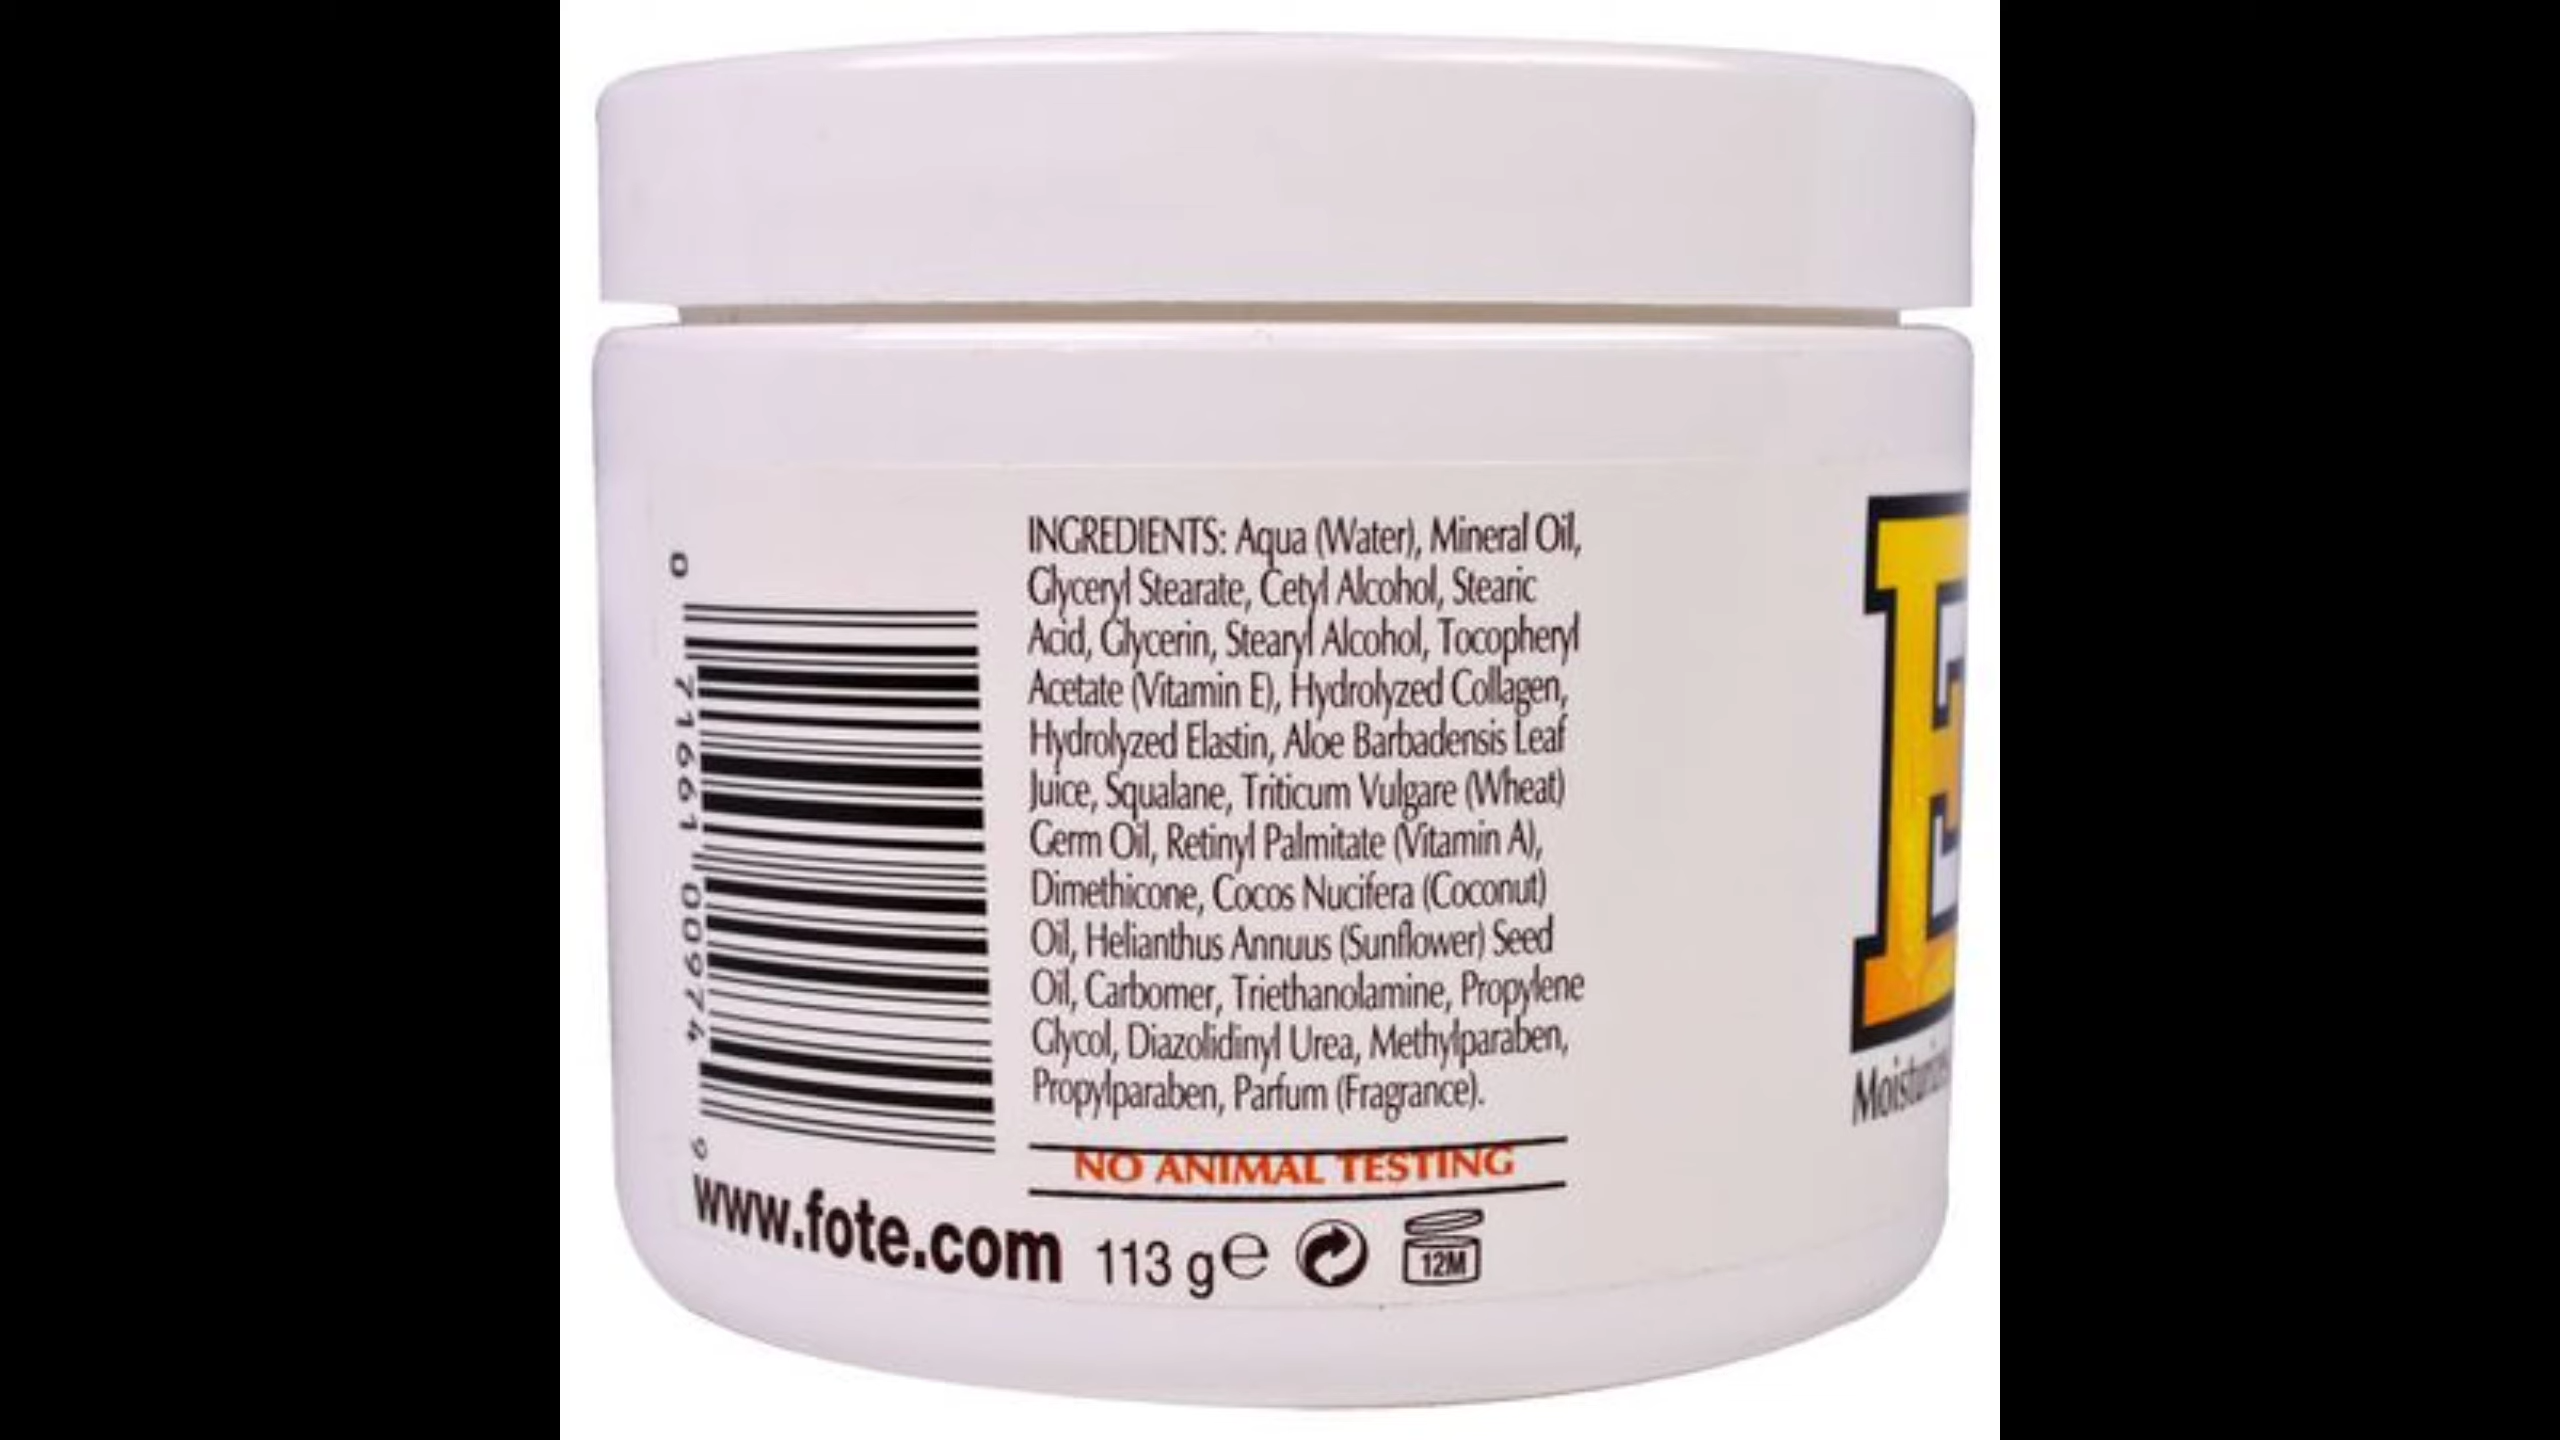 INGREDIENTS: Aqua (Water), Mineral Oil,
Glyceryl Stearate, Cetyl Alcohol, Stearic
Acid, Glycerin, Stearyl Alcohol, Tocopheryl
Acetate (Vitamin E), Hydrolyzed Collagen,
Hydrolyzed Elastin, Aloe Barbadensis Leaf
Juice, Squalane, Triticum Vulgare (Wheat)
Germ Oil, Retinyl Palmitate (Vitamin A),
Dimethicone, Cocos Nucifera (Coconut)
Oil, Helianthus Annuus (Sunflower) Seed
Oil, Carbomer, Triethanolamine, Propylene
Glycol, Diazolidinyl Urea, Methylparaben,
Propylparaben, Parfum (Fragrance).
NO ANIMAL TESTING
0 71661 00974 9
www.fote.com 113 g e
12M
E